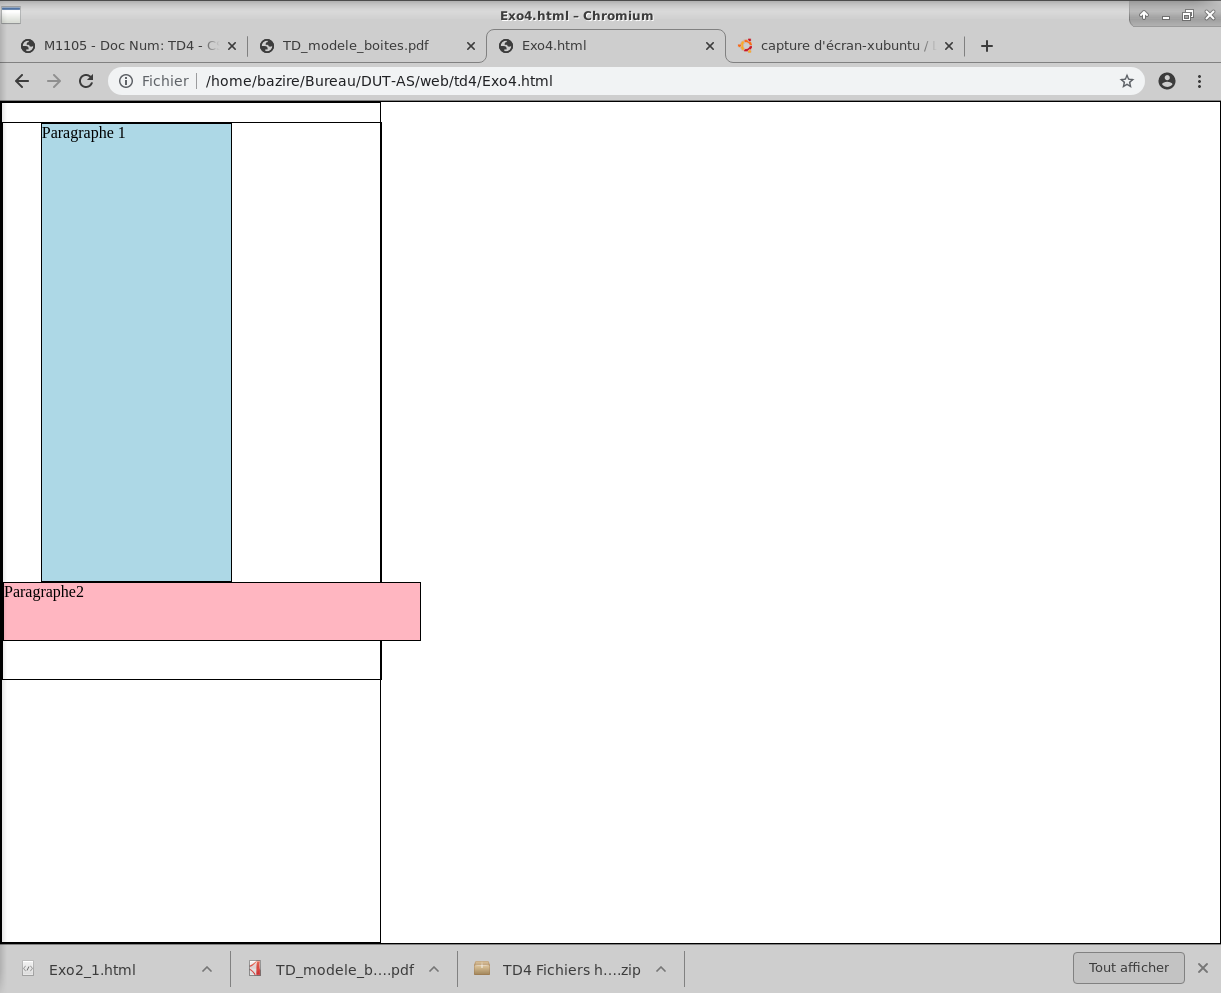 Exo4.html – Chromium
M1105 - Doc Num: TD4 - C
TD_modele_boites.pdf
Exo4.html
capture d'écran-xubuntu /
Fichier
/home/bazire/Bureau/DUT-AS/web/td4/Exo4.html
Paragraphe 1
Paragraphe2
Exo2_1.html
TD_modele_b....pdf
TD4 Fichiers h....zip
Tout afficher